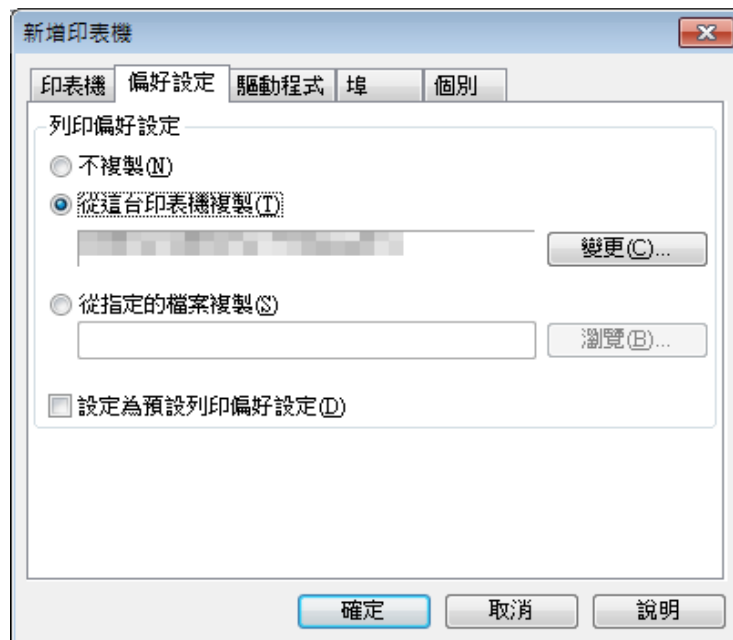 新增印表機
印表機 偏好設定 驅動程式 埠 個別
列印偏好設定
不複製(N)
從這台印表機複製(T)
變更(C)...
從指定的檔案複製(S)
瀏覽(B)...
設定為預設列印偏好設定(D)
確定 取消 說明